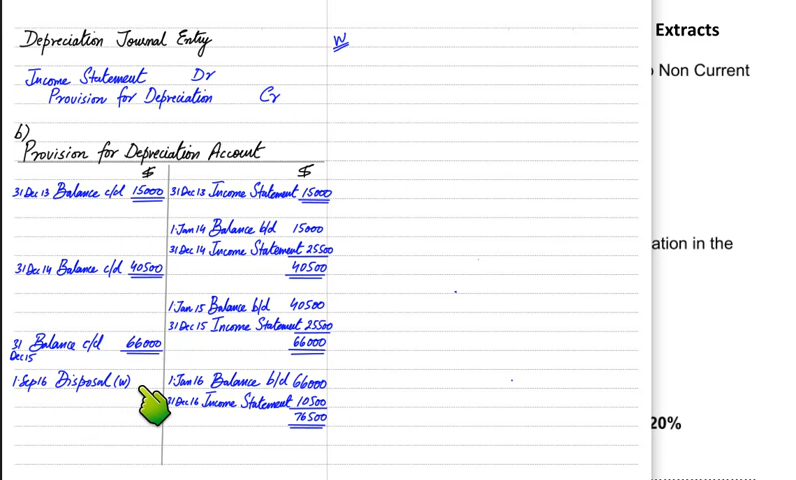 Depreciation Journal Entry
W
Income Statement Dr
Provision for Depreciation Cr
b)
Provision for Depreciation Account
$ $
31 Dec 13 Balance c/d 15000 31 Dec 13 Income Statement 15000
1 Jan 14 Balance b/d 15000
31 Dec 14 Income Statement 25500
31 Dec 14 Balance c/d 40500 40500
1 Jan 15 Balance b/d 40500
31 Dec 15 Income Statement 25500
31 Dec 15 Balance c/d 66000 66000
1 Sep 16 Disposal (w) 1 Jan 16 Balance b/d 66000
31 Dec 16 Income Statement 10500
76500
Extracts
Non Current
ation in the
20%